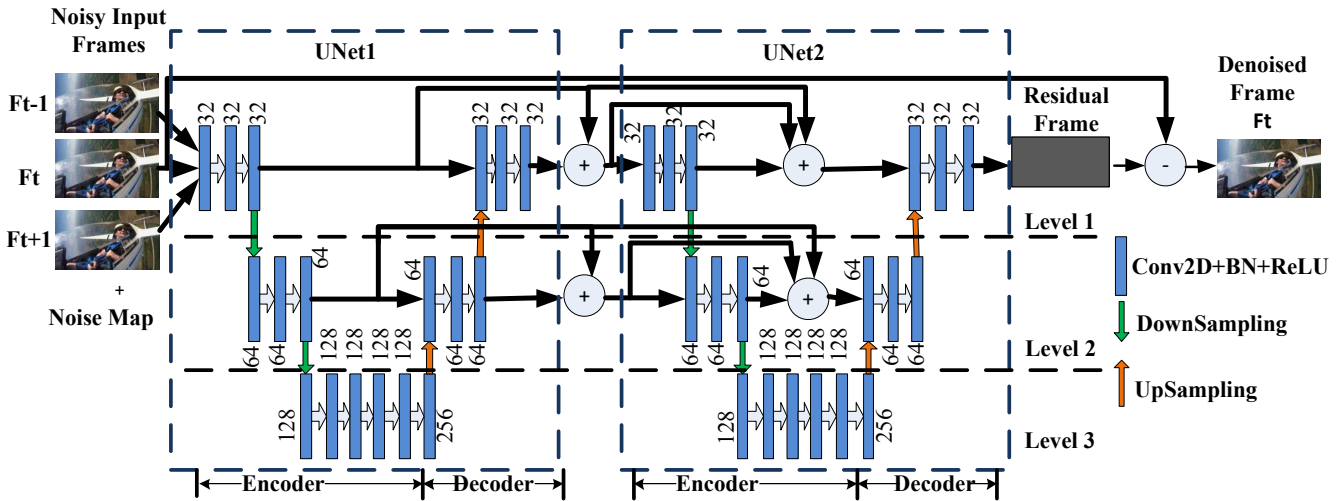 Noisy Input
Frames
UNet1
UNet2
Denoised
Frame
Ft
Ft-1
Ft
Ft+1
+
Noise Map
32 32 32
32 32 32
+
32 32 32
+
32 32 32
Residual
Frame
-
Level 1
64 64 64
64 64 64
+
64 64 64
+
64 64 64
Level 2
128 128 128 128 128 256
128 128 128 128 128 256
Level 3
Conv2D+BN+ReLU
DownSampling
UpSampling
Encoder
Decoder
Encoder
Decoder